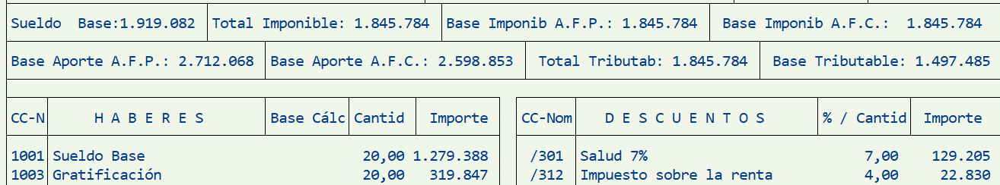 Sueldo  Base:1.919.082 Total Imponible: 1.845.784 Base Imponib A.F.P.: 1.845.784 Base Imponib A.F.C.:  1.845.784
Base Aporte A.F.P.: 2.712.068 Base Aporte A.F.C.: 2.598.853 Total Tributab: 1.845.784 Base Tributable: 1.497.485
CC-N H A B E R E S Base Cálc Cantid Importe CC-Nom D E S C U E N T O S % / Cantid Importe
1001 Sueldo Base 20,00 1.279.388 /301 Salud 7% 7,00 129.205
1003 Gratificación 20,00 319.847 /312 Impuesto sobre la renta 4,00 22.830